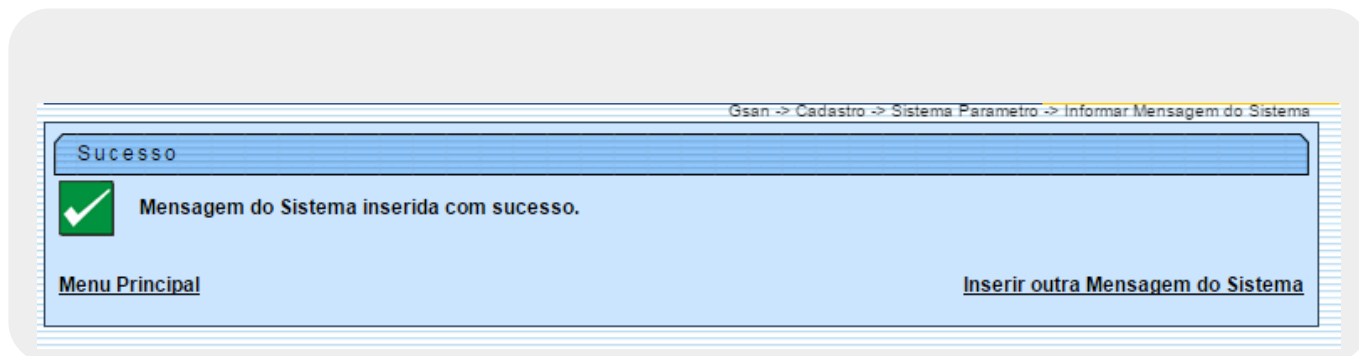 Gsan -> Cadastro -> Sistema Parametro -> Informar Mensagem do Sistema
Sucesso
Mensagem do Sistema inserida com sucesso.
Menu Principal
Inserir outra Mensagem do Sistema